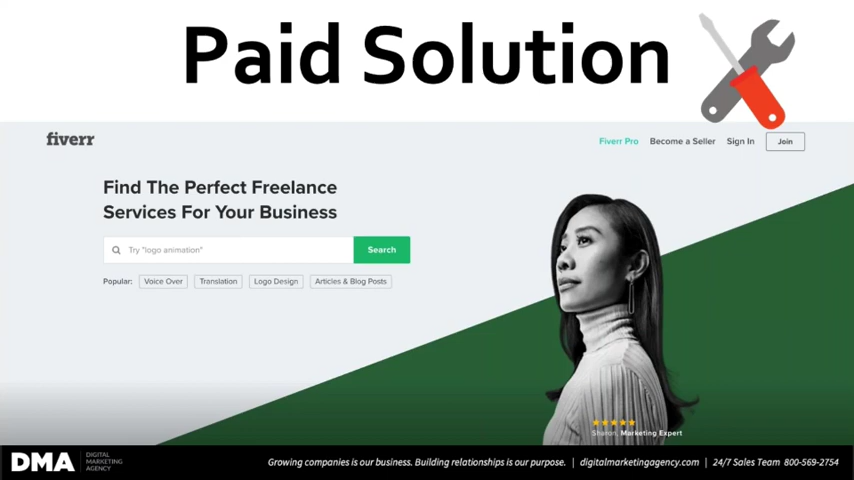 Paid Solution
fiverr
Fiverr Pro
Become a Seller
Sign In
Join
Find The Perfect Freelance
Services For Your Business
Try "logo animation"
Search
Popular:
Voice Over
Translation
Logo Design
Articles & Blog Posts
Sharon, Marketing Expert
DMA
DIGITAL
MARKETING
AGENCY
Growing companies is our business. Building relationships is our purpose. | digitalmarketingagency.com | 24/7 Sales Team 800-569-2754